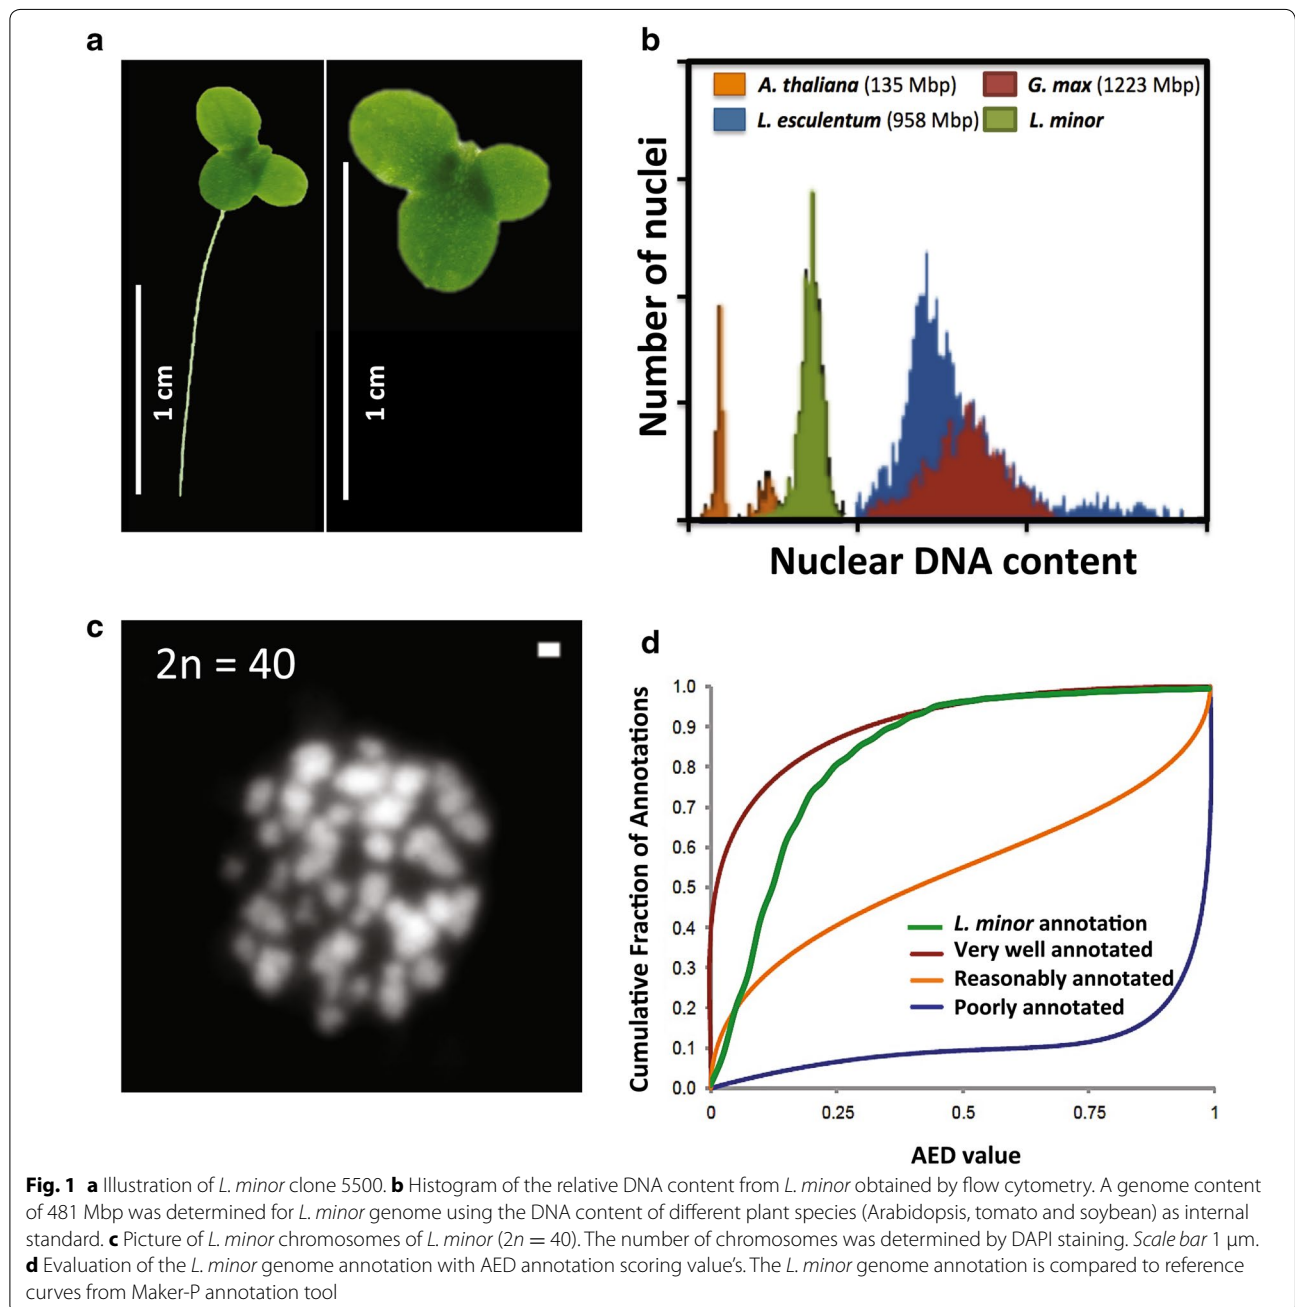 a
1 cm
1 cm
b
A. thaliana (135 Mbp)
G. max (1223 Mbp)
L. esculentum (958 Mbp)
L. minor
Number of nuclei
Nuclear DNA content
c
2n = 40
d
Cumulative Fraction of Annotations
1.0
0.9
0.8
0.7
0.6
0.5
0.4
0.3
0.2
0.1
0.0
L. minor annotation
Very well annotated
Reasonably annotated
Poorly annotated
0 0.25 0.5 0.75 1
AED value
Fig. 1 a Illustration of L. minor clone 5500. b Histogram of the relative DNA content from L. minor obtained by flow cytometry. A genome content
of 481 Mbp was determined for L. minor genome using the DNA content of different plant species (Arabidopsis, tomato and soybean) as internal
standard. c Picture of L. minor chromosomes of L. minor (2n = 40). The number of chromosomes was determined by DAPI staining. Scale bar 1 μm.
d Evaluation of the L. minor genome annotation with AED annotation scoring value's. The L. minor genome annotation is compared to reference
curves from Maker-P annotation tool